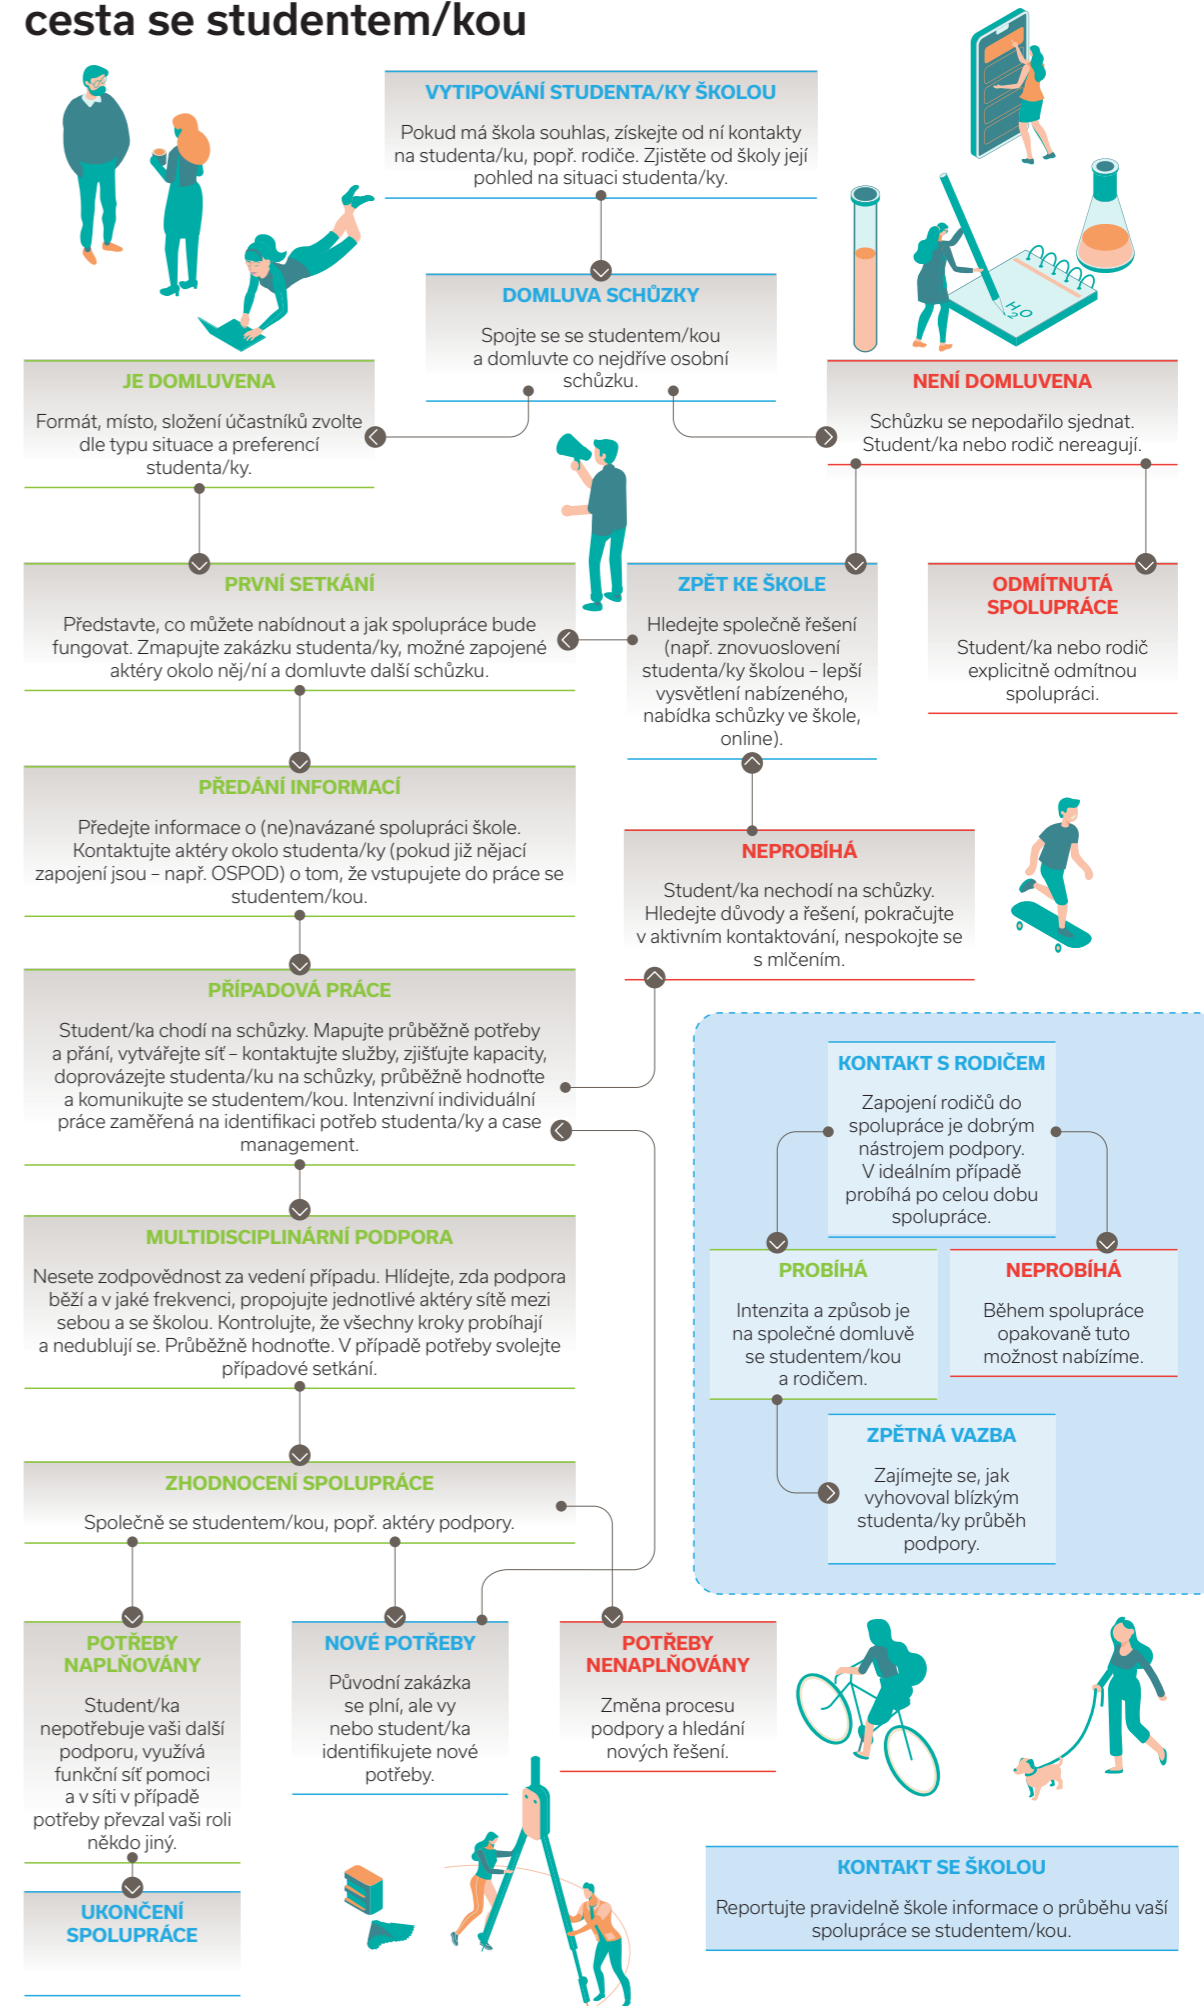 cesta se studentem/kou
VYTIPOVÁNÍ STUDENTA/KY ŠKOLOU
Pokud má škola souhlas, získejte od ní kontakty
na studenta/ku, popř. rodiče. Zjistěte od školy její
pohled na situaci studenta/ky.
DOMLUVA SCHŮZKY
Spojte se se studentem/kou
a domluvte co nejdříve osobní
schůzku.
H₂O
JE DOMLUVENA
Formát, místo, složení účastníků zvolte
dle typu situace a preferencí
studenta/ky.
NENÍ DOMLUVENA
Schůzku se nepodařilo sjednat.
Student/ka nebo rodič nereagují.
PRVNÍ SETKÁNÍ
Představte, co můžete nabídnout a jak spolupráce bude
fungovat. Zmapujte zakázku studenta/ky, možné zapojené
aktéry okolo něj/ní a domluvte další schůzku.
ZPĚT KE ŠKOLE
Hledejte společně řešení
(např. znovuoslovení
studenta/ky školou – lepší
vysvětlení nabízeného,
nabídka schůzky ve škole,
online).
ODMÍTNUTÁ
SPOLUPRÁCE
Student/ka nebo rodič
explicitně odmítnou
spolupráci.
PŘEDÁNÍ INFORMACÍ
Předejte informace o (ne)navázané spolupráci škole.
Kontaktujte aktéry okolo studenta/ky (pokud již nějací
zapojení jsou – např. OSPOD) o tom, že vstupujete do práce se
studentem/kou.
NEPROBÍHÁ
Student/ka nechodí na schůzky.
Hledejte důvody a řešení, pokračujte
v aktivním kontaktování, nespokojte se
s mlčením.
PŘÍPADOVÁ PRÁCE
Student/ka chodí na schůzky. Mapujte průběžně potřeby
a přání, vytvářejte síť – kontaktujte služby, zjišťujte kapacity,
doprovázejte studenta/ku na schůzky, průběžně hodnoťte
a komunikujte se studentem/kou. Intenzivní individuální
práce zaměřená na identifikaci potřeb studenta/ky a case
management.
KONTAKT S RODIČEM
Zapojení rodičů do
spolupráce je dobrým
nástrojem podpory.
V ideálním případě
probíhá po celou dobu
spolupráce.
MULTIDISCIPLINÁRNÍ PODPORA
Nesete zodpovědnost za vedení případu. Hlídejte, zda podpora
běží a v jaké frekvenci, propojujte jednotlivé aktéry sítě mezi
sebou a se školou. Kontrolujte, že všechny kroky probíhají
a nedublují se. Průběžně hodnoťte. V případě potřeby svolejte
případové setkání.
PROBÍHÁ
Intenzita a způsob je
na společné domluvě
se studentem/kou
a rodičem.
NEPROBÍHÁ
Během spolupráce
opakovaně tuto
možnost nabízíme.
ZPĚTNÁ VAZBA
Zajímejte se, jak
vyhovoval blízkým
studenta/ky průběh
podpory.
ZHODNOCENÍ SPOLUPRÁCE
Společně se studentem/kou, popř. aktéry podpory.
POTŘEBY
NAPLŇOVÁNY
Student/ka
nepotřebuje vaši další
podporu, využívá
funkční síť pomoci
a v síti v případě
potřeby převzal vaši roli
někdo jiný.
NOVÉ POTŘEBY
Původní zakázka
se plní, ale vy
nebo student/ka
identifikujete nové
potřeby.
POTŘEBY
NENAPLŇOVÁNY
Změna procesu
podpory a hledání
nových řešení.
UKONČENÍ
SPOLUPRÁCE
KONTAKT SE ŠKOLOU
Reportujte pravidelně škole informace o průběhu vaší
spolupráce se studentem/kou.